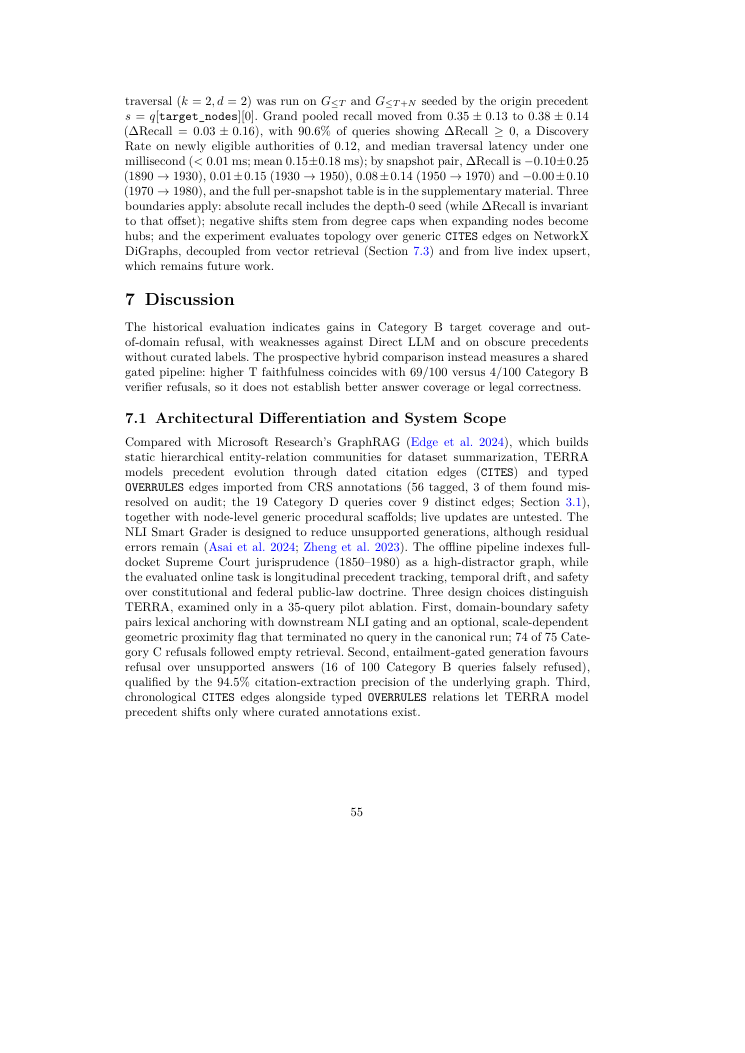 traversal (k = 2, d = 2) was run on G≤T and G≤T+N seeded by the origin precedent
s = q[target_nodes][0]. Grand pooled recall moved from 0.35 ± 0.13 to 0.38 ± 0.14
(ΔRecall = 0.03 ± 0.16), with 90.6% of queries showing ΔRecall ≥ 0, a Discovery
Rate on newly eligible authorities of 0.12, and median traversal latency under one
millisecond (< 0.01 ms; mean 0.15±0.18 ms); by snapshot pair, ΔRecall is −0.10±0.25
(1890 → 1930), 0.01±0.15 (1930 → 1950), 0.08±0.14 (1950 → 1970) and −0.00±0.10
(1970 → 1980), and the full per-snapshot table is in the supplementary material. Three
boundaries apply: absolute recall includes the depth-0 seed (while ΔRecall is invariant
to that offset); negative shifts stem from degree caps when expanding nodes become
hubs; and the experiment evaluates topology over generic CITES edges on NetworkX
DiGraphs, decoupled from vector retrieval (Section 7.3) and from live index upsert,
which remains future work.
7 Discussion
The historical evaluation indicates gains in Category B target coverage and out-
of-domain refusal, with weaknesses against Direct LLM and on obscure precedents
without curated labels. The prospective hybrid comparison instead measures a shared
gated pipeline: higher T faithfulness coincides with 69/100 versus 4/100 Category B
verifier refusals, so it does not establish better answer coverage or legal correctness.
7.1 Architectural Differentiation and System Scope
Compared with Microsoft Research's GraphRAG (Edge et al. 2024), which builds
static hierarchical entity-relation communities for dataset summarization, TERRA
models precedent evolution through dated citation edges (CITES) and typed
OVERRULES edges imported from CRS annotations (56 tagged, 3 of them found mis-
resolved on audit; the 19 Category D queries cover 9 distinct edges; Section 3.1),
together with node-level generic procedural scaffolds; live updates are untested. The
NLI Smart Grader is designed to reduce unsupported generations, although residual
errors remain (Asai et al. 2024; Zheng et al. 2023). The offline pipeline indexes full-
docket Supreme Court jurisprudence (1850–1980) as a high-distractor graph, while
the evaluated online task is longitudinal precedent tracking, temporal drift, and safety
over constitutional and federal public-law doctrine. Three design choices distinguish
TERRA, examined only in a 35-query pilot ablation. First, domain-boundary safety
pairs lexical anchoring with downstream NLI gating and an optional, scale-dependent
geometric proximity flag that terminated no query in the canonical run; 74 of 75 Cate-
gory C refusals followed empty retrieval. Second, entailment-gated generation favours
refusal over unsupported answers (16 of 100 Category B queries falsely refused),
qualified by the 94.5% citation-extraction precision of the underlying graph. Third,
chronological CITES edges alongside typed OVERRULES relations let TERRA model
precedent shifts only where curated annotations exist.
55